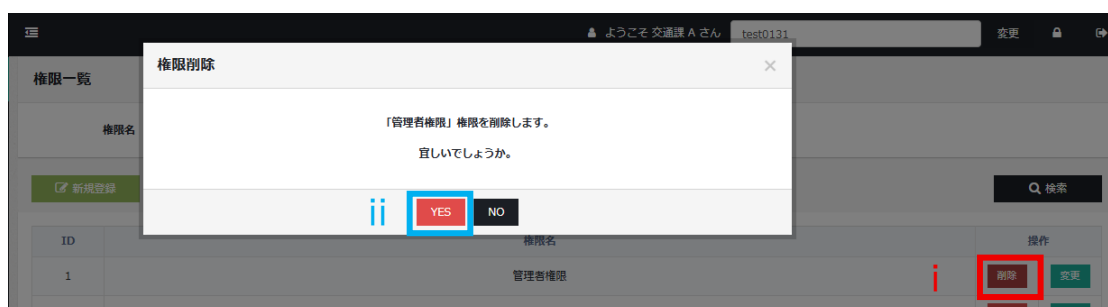 ようこそ 交通課 A さん test0131 変更
権限一覧
権限削除 ×
「管理者権限」権限を削除します。
宜しいでしょうか。
権限名
新規登録
検索
ii YES NO
ID 権限名 操作
1 管理者権限 i 削除 変更